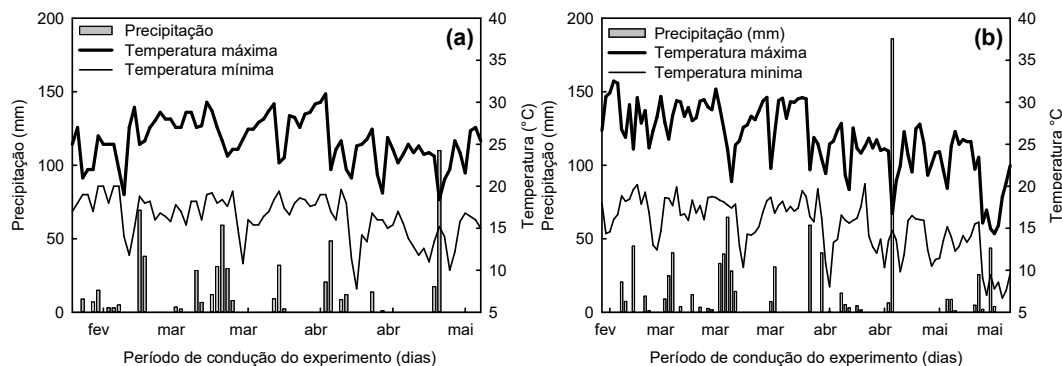 (a)
Precipitação
Temperatura máxima
Temperatura mínima
Precipitação (mm)
200
150
100
50
0
40
35
30
25
20
15
10
5
Temperatura (°C)
fev mar mar abr abr mai
Período de condução do experimento (dias)
(b)
Precipitação (mm)
Temperatura máxima
Temperatura minima
Precipitação (mm)
200
150
100
50
0
40
35
30
25
20
15
10
5
Temperatura °C
fev mar mar abr abr mai mai
Período de condução do experimento (dias)